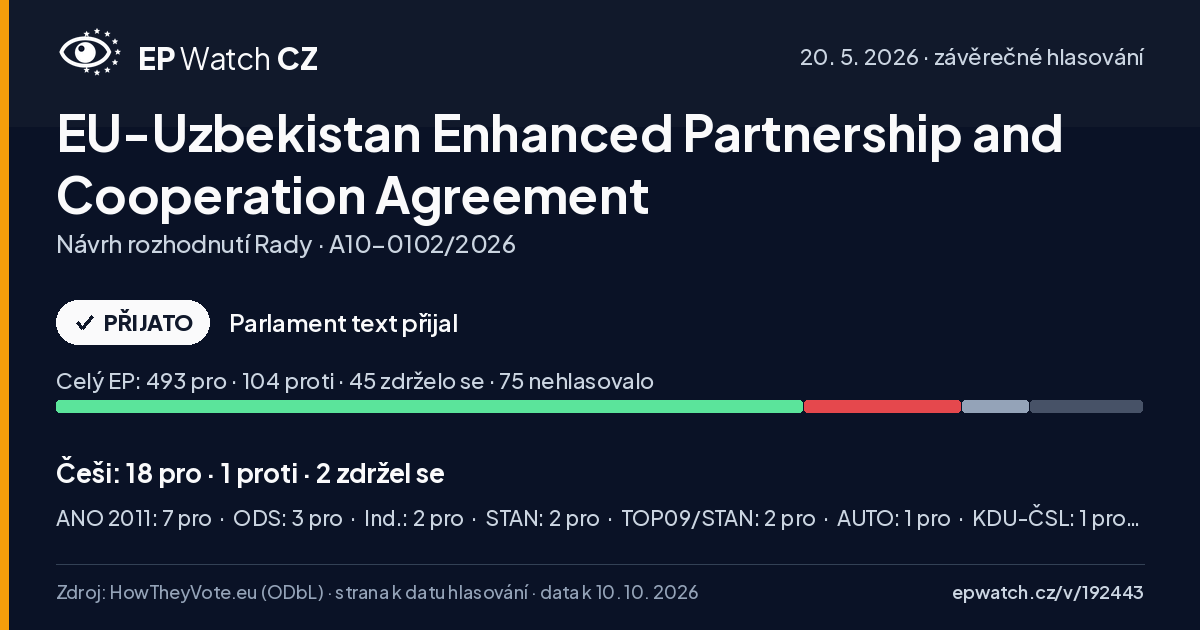 EP Watch CZ
20. 5. 2026 · závěrečné hlasování
EU-Uzbekistan Enhanced Partnership and
Cooperation Agreement
Návrh rozhodnutí Rady · A10-0102/2026
✓ PŘIJATO
Parlament text přijal
Celý EP: 493 pro · 104 proti · 45 zdrželo se · 75 nehlasovalo
Češi: 18 pro · 1 proti · 2 zdržel se
ANO 2011: 7 pro · ODS: 3 pro · Ind.: 2 pro · STAN: 2 pro · TOP09/STAN: 2 pro · AUTO: 1 pro · KDU-ČSL: 1 pro…
Zdroj: HowTheyVote.eu (ODbL) · strana k datu hlasování · data k 10. 10. 2026
epwatch.cz/v/192443